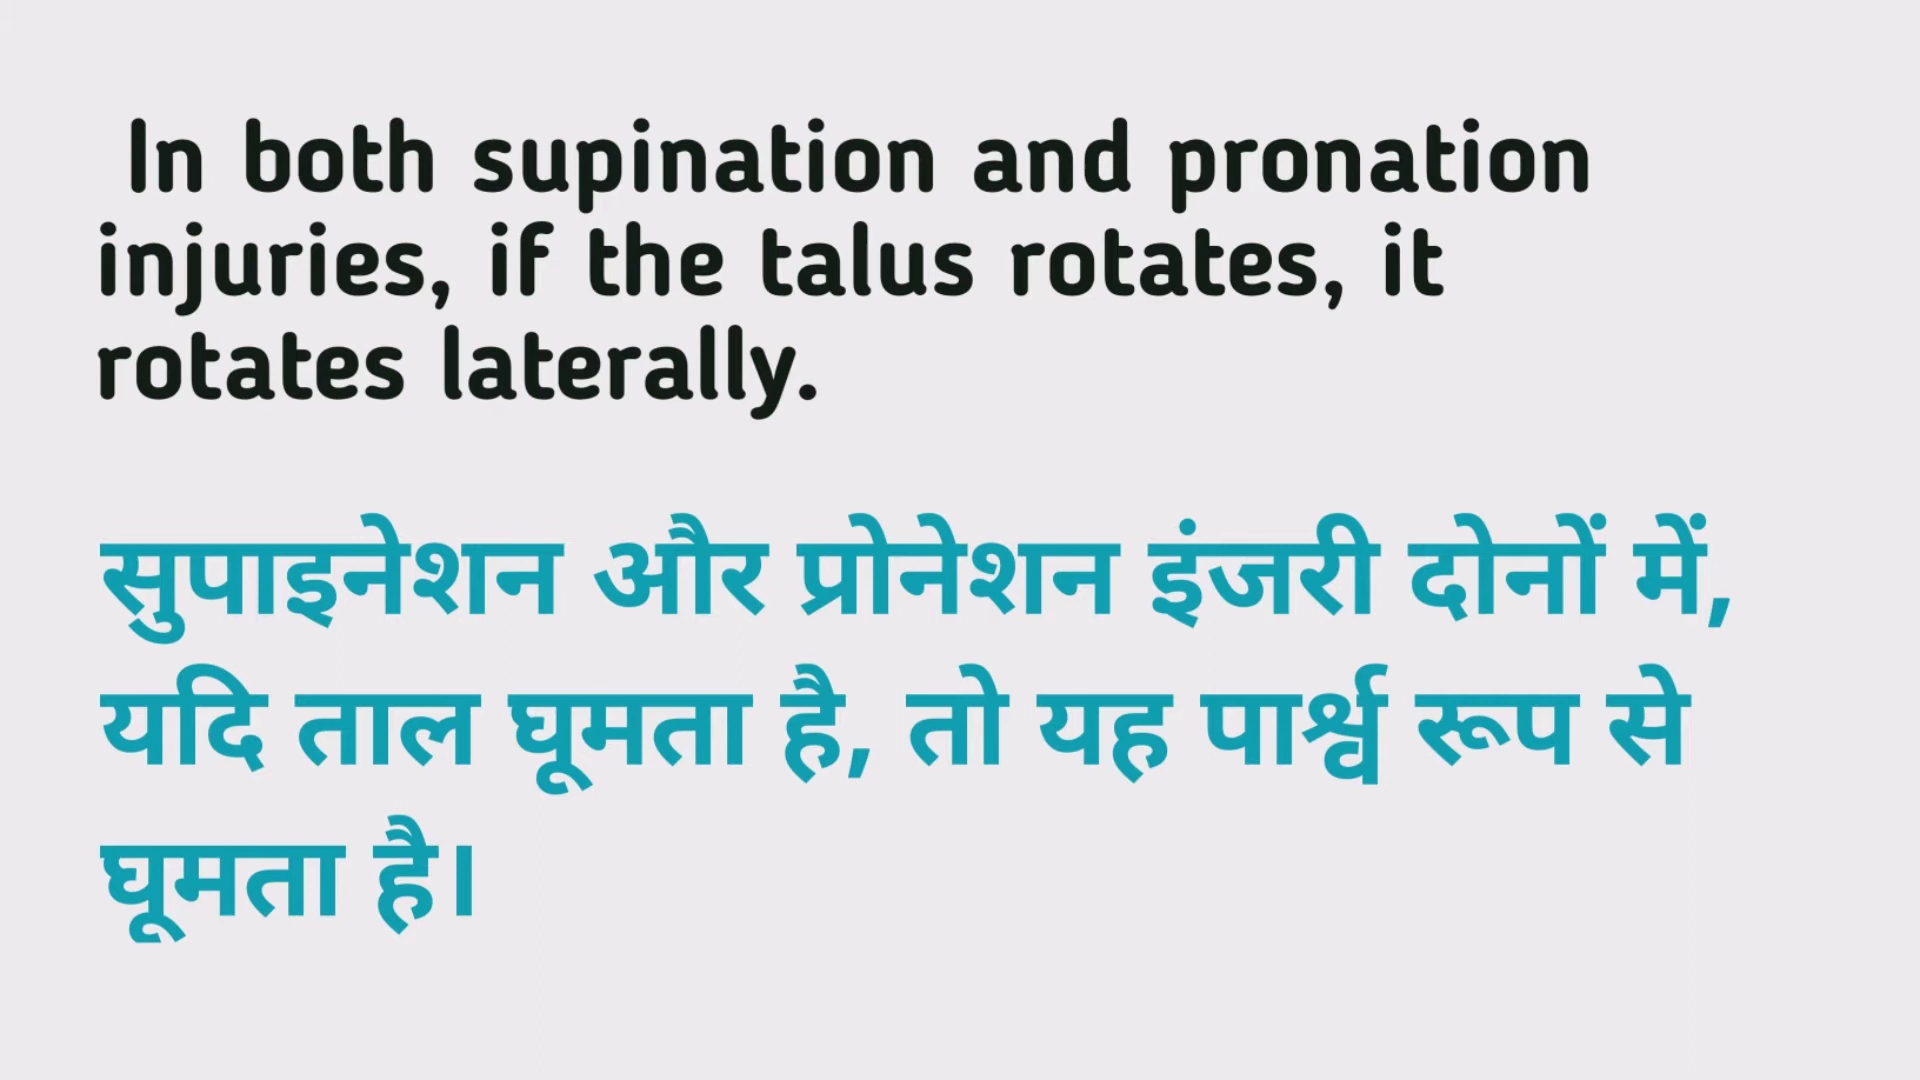 In both supination and pronation
injuries, if the talus rotates, it
rotates laterally.
सुपाइनेशन और प्रोनेशन इंजरी दोनों में,
यदि ताल घूमता है, तो यह पार्श्व रूप से
घूमता है।